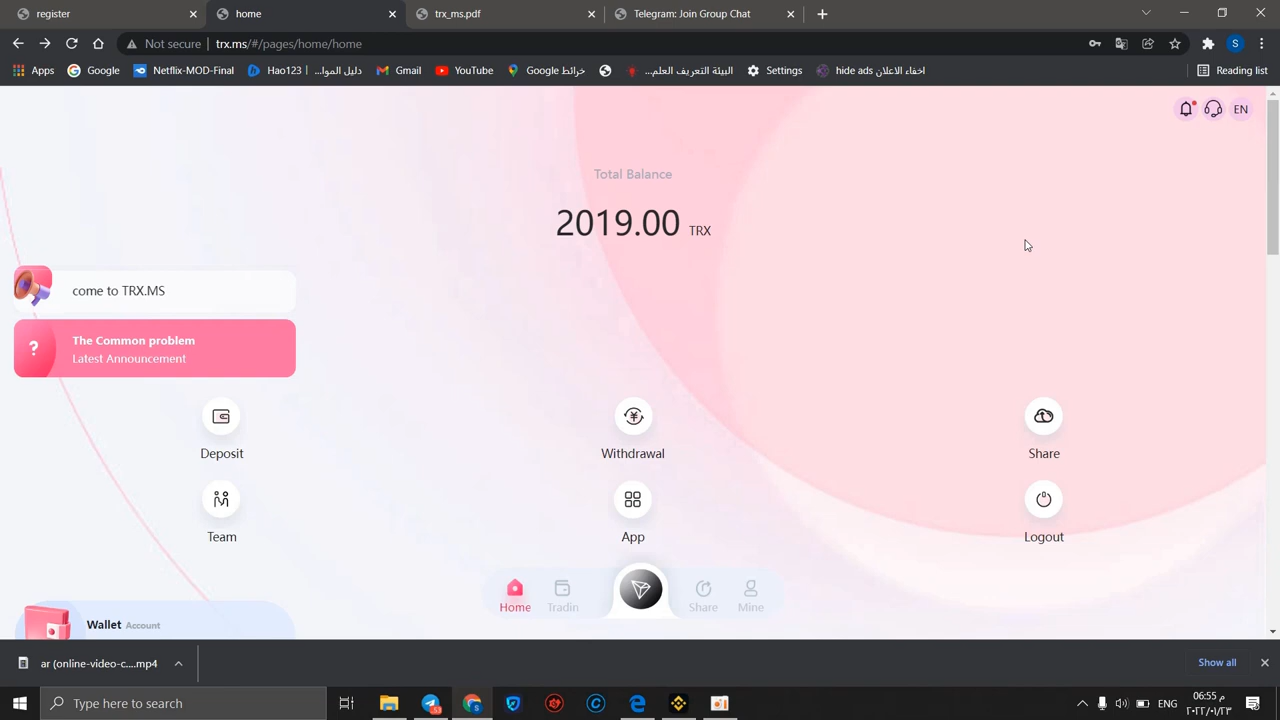 register
home
trx_ms.pdf
Telegram: Join Group Chat
Not secure
trx.ms/#/pages/home/home
Apps
Google
Netflix-MOD-Final
Hao123
دليل الموا...
Gmail
YouTube
خرائط Google
البيئة التعريف العلم...
Settings
hide ads اخفاء الاعلان
Reading list
EN
Total Balance
2019.00 TRX
come to TRX.MS
?
The Common problem
Latest Announcement
Deposit
Withdrawal
Share
Team
App
Logout
Home
Tradin
Share
Mine
Wallet Account
ar (online-video-c....mp4
Show all
Type here to search
ENG
06:55 م